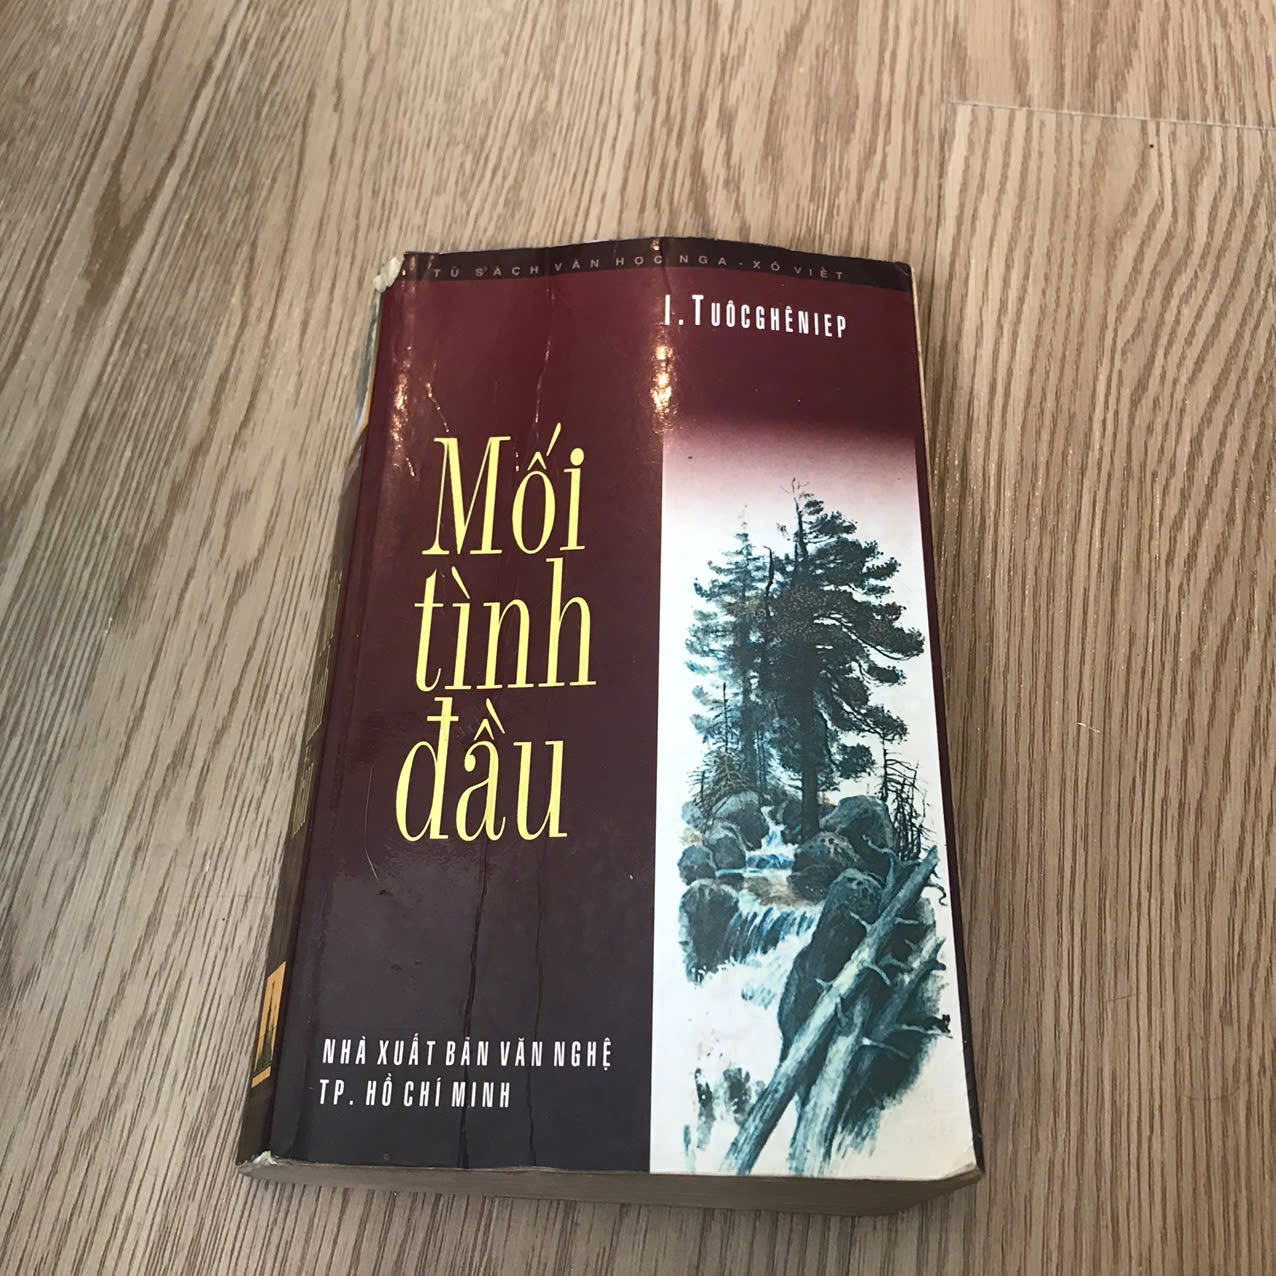 TỦ SÁCH VĂN HỌC NGA - XÔ VIẾT
I. TUỐCGHÊNIEP
Mối
tình
đầu
NHÀ XUẤT BẢN VĂN NGHỆ
TP. HỒ CHÍ MINH